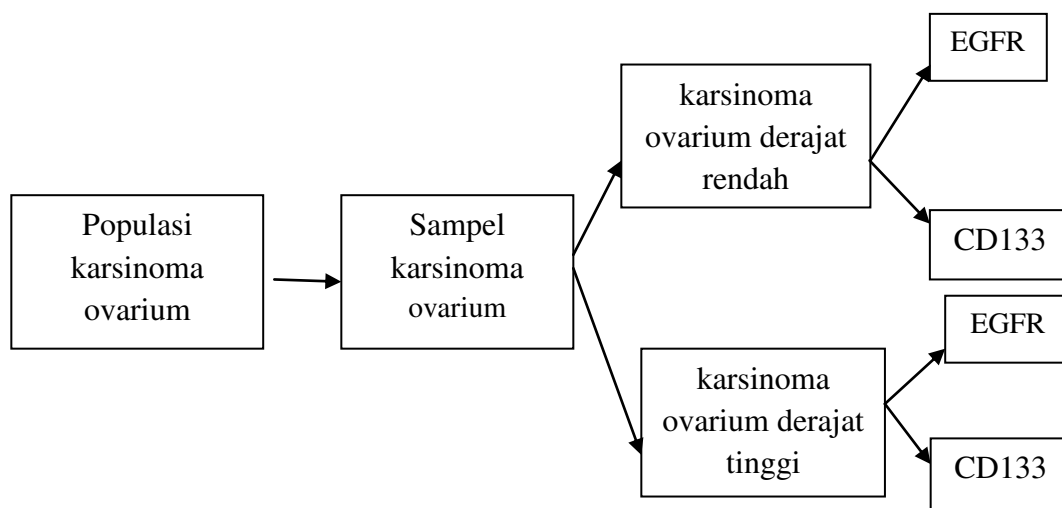 Populasi
karsinoma
ovarium
Sampel
karsinoma
ovarium
karsinoma
ovarium derajat
rendah
EGFR
CD133
karsinoma
ovarium derajat
tinggi
EGFR
CD133